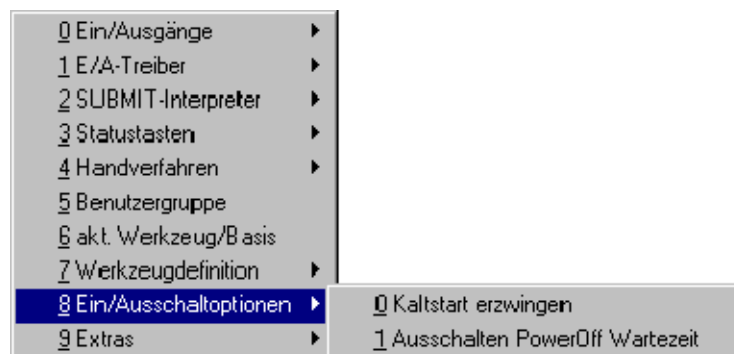 0 Ein/Ausgänge
1 E/A-Treiber
2 SUBMIT-Interpreter
3 Statustasten
4 Handverfahren
5 Benutzergruppe
6 akt. Werkzeug/Basis
7 Werkzeugdefinition
8 Ein/Ausschaltoptionen
0 Kaltstart erzwingen
9 Extras
1 Ausschalten PowerOff Wartezeit